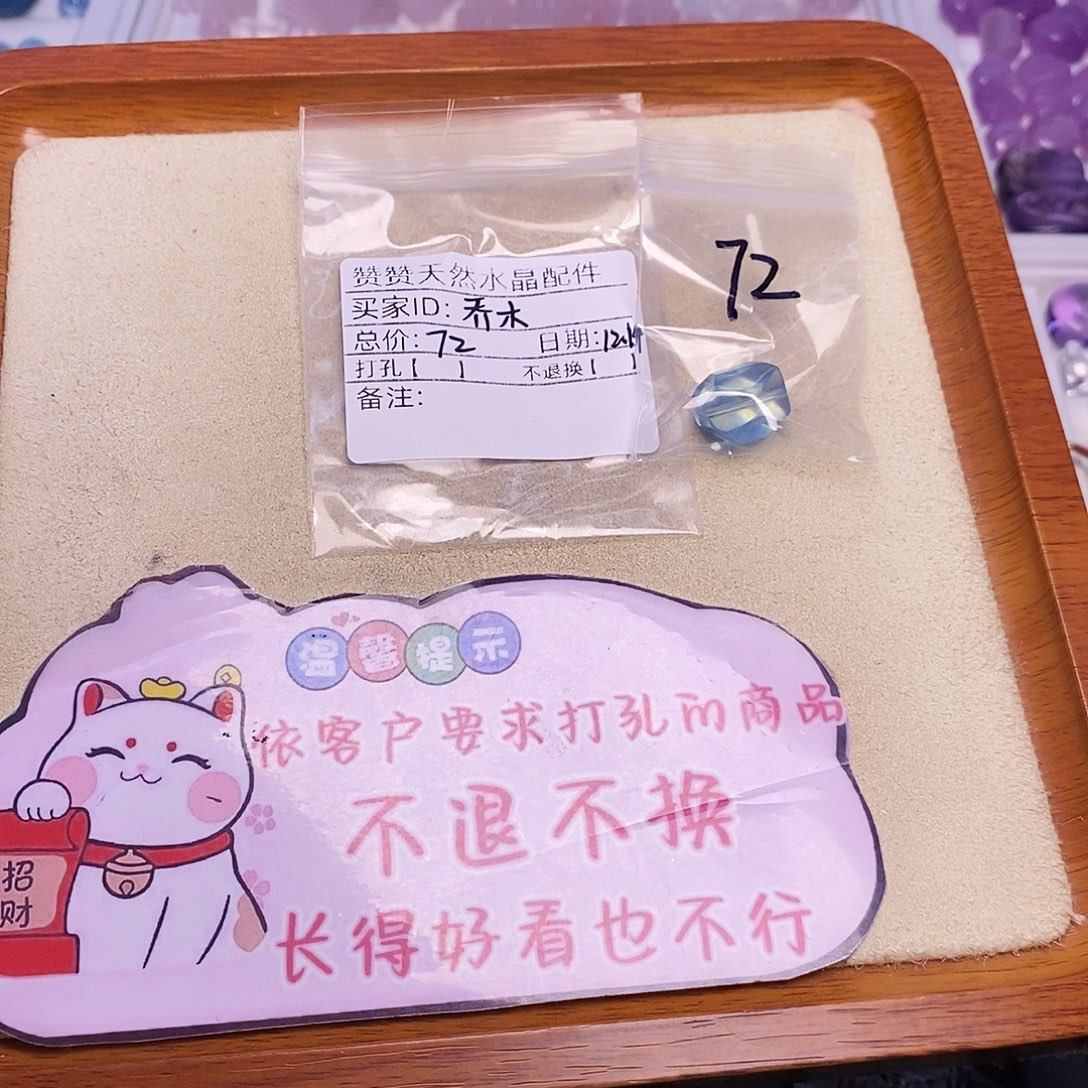 赞赞天然水晶配件
买家ID: 乔木
总价: 72 日期: 12.14
打孔【 】 不退换【 】
备注:
72
温馨提示
依客户要求打孔的商品
不退不换
长得好看也不行
招
财